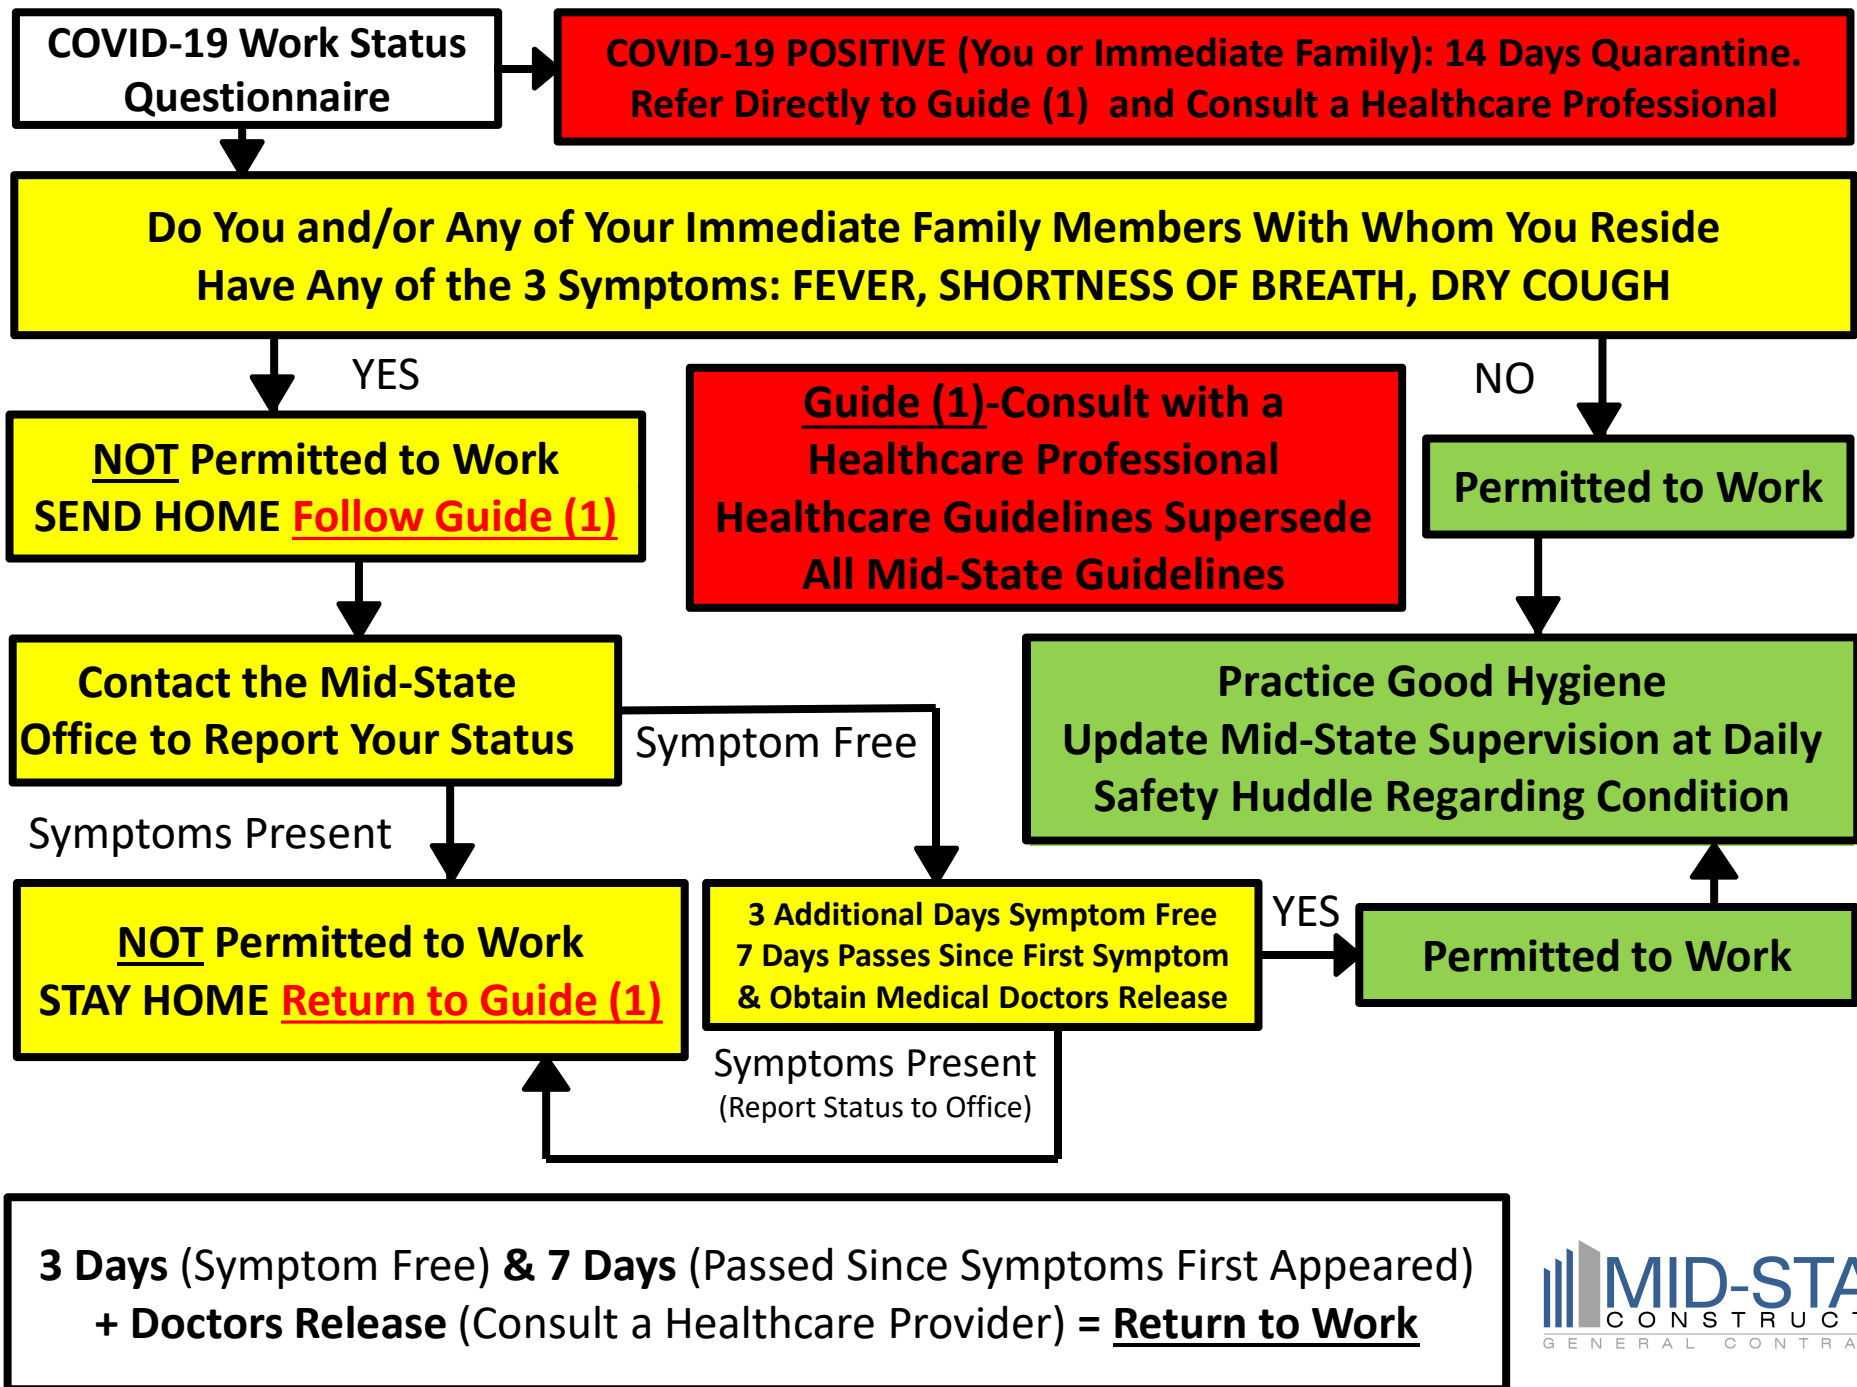 COVID-19 Work Status
Questionnaire
COVID-19 POSITIVE (You or Immediate Family): 14 Days Quarantine.
Refer Directly to Guide (1) and Consult a Healthcare Professional
Do You and/or Any of Your Immediate Family Members With Whom You Reside
Have Any of the 3 Symptoms: FEVER, SHORTNESS OF BREATH, DRY COUGH
YES
NO
NOT Permitted to Work
SEND HOME Follow Guide (1)
Guide (1)-Consult with a
Healthcare Professional
Healthcare Guidelines Supersede
All Mid-State Guidelines
Permitted to Work
Contact the Mid-State
Office to Report Your Status
Symptom Free
Practice Good Hygiene
Update Mid-State Supervision at Daily
Safety Huddle Regarding Condition
Symptoms Present
NOT Permitted to Work
STAY HOME Return to Guide (1)
3 Additional Days Symptom Free
7 Days Passes Since First Symptom
& Obtain Medical Doctors Release
YES
Permitted to Work
Symptoms Present
(Report Status to Office)
3 Days (Symptom Free) & 7 Days (Passed Since Symptoms First Appeared)
+ Doctors Release (Consult a Healthcare Provider) = Return to Work
MID-STA
CONSTRUCT
GENERAL CONTRA